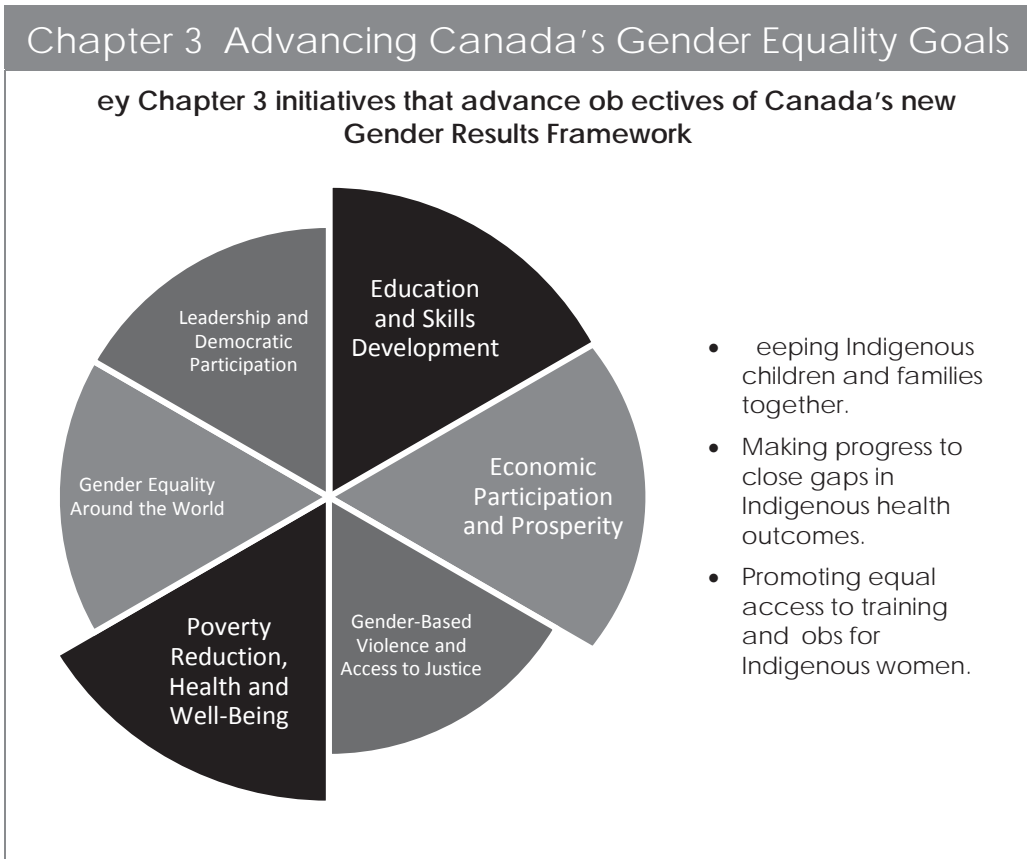 Chapter 3 Advancing Canada's Gender Equality Goals
ey Chapter 3 initiatives that advance ob ectives of Canada's new
Gender Results Framework
Education
and Skills
Development
Economic
Participation
and Prosperity
Gender-Based
Violence and
Access to Justice
Poverty
Reduction,
Health and
Well-Being
Gender Equality
Around the World
Leadership and
Democratic
Participation
• eeping Indigenous
children and families
together.
• Making progress to
close gaps in
Indigenous health
outcomes.
• Promoting equal
access to training
and obs for
Indigenous women.